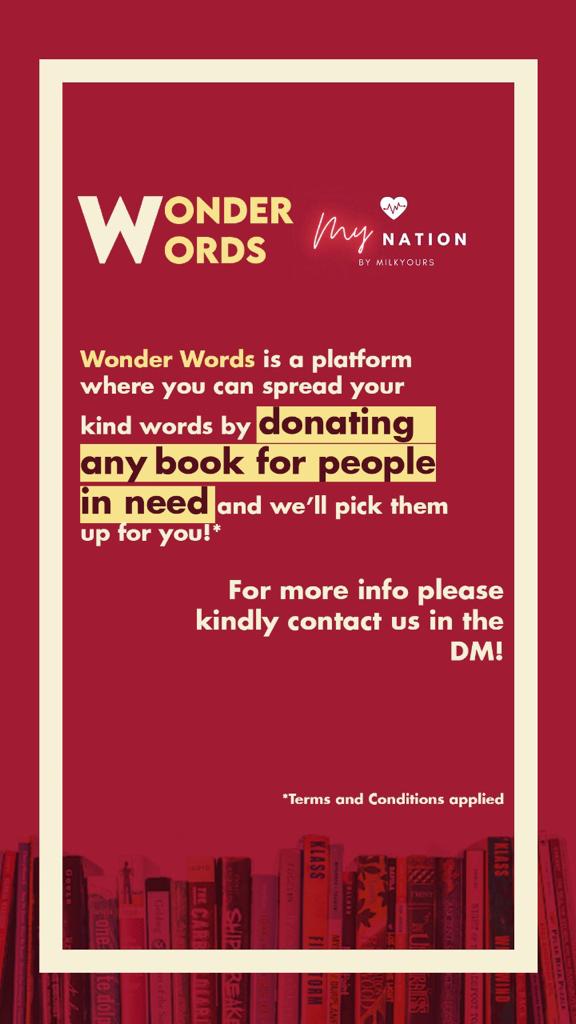 WONDER
WORDS
My NATION
BY MILKYOURS
Wonder Words is a platform
where you can spread your
kind words by donating
any book for people
in need and we'll pick them
up for you!*
For more info please
kindly contact us in the
DM!
*Terms and Conditions applied
KLASS
KLASS